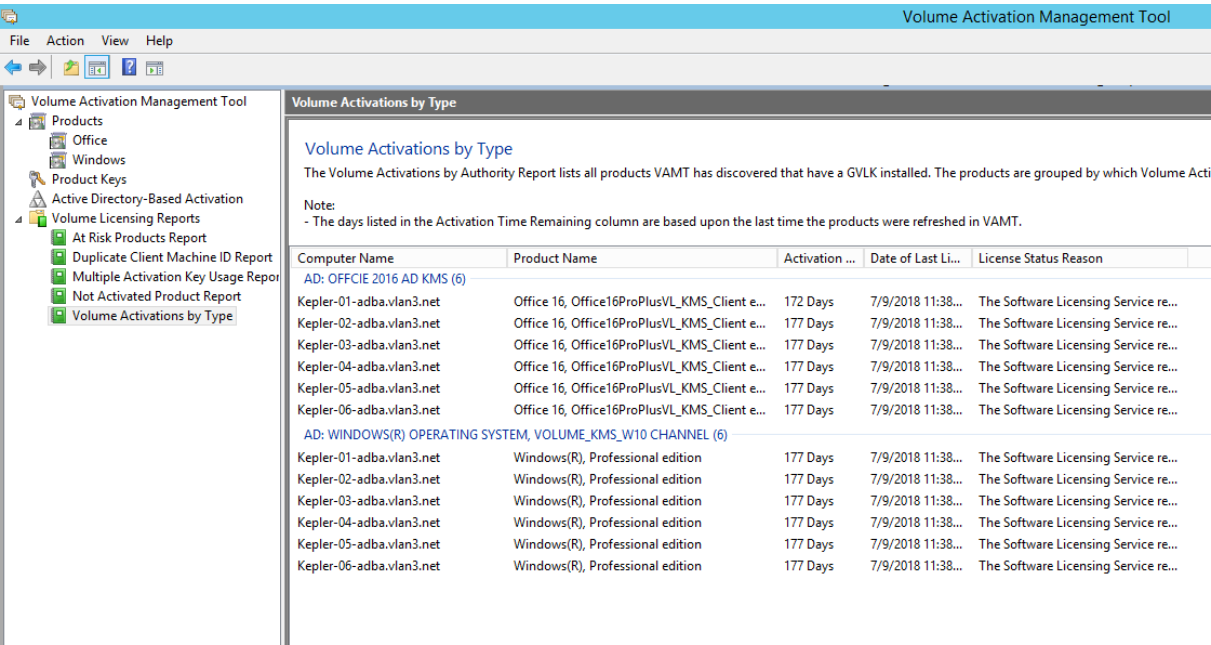 Volume Activation Management Tool
File Action View Help
Volume Activation Management Tool
Products
Office
Windows
Product Keys
Active Directory-Based Activation
Volume Licensing Reports
At Risk Products Report
Duplicate Client Machine ID Report
Multiple Activation Key Usage Repor
Not Activated Product Report
Volume Activations by Type
Volume Activations by Type
Volume Activations by Type
The Volume Activations by Authority Report lists all products VAMT has discovered that have a GVLK installed. The products are grouped by which Volume Acti
Note:
- The days listed in the Activation Time Remaining column are based upon the last time the products were refreshed in VAMT.
Computer Name Product Name Activation ... Date of Last Li... License Status Reason
AD: OFFCIE 2016 AD KMS (6)
Kepler-01-adba.vlan3.net Office 16, Office16ProPlusVL_KMS_Client e... 172 Days 7/9/2018 11:38... The Software Licensing Service re...
Kepler-02-adba.vlan3.net Office 16, Office16ProPlusVL_KMS_Client e... 177 Days 7/9/2018 11:38... The Software Licensing Service re...
Kepler-03-adba.vlan3.net Office 16, Office16ProPlusVL_KMS_Client e... 177 Days 7/9/2018 11:38... The Software Licensing Service re...
Kepler-04-adba.vlan3.net Office 16, Office16ProPlusVL_KMS_Client e... 177 Days 7/9/2018 11:38... The Software Licensing Service re...
Kepler-05-adba.vlan3.net Office 16, Office16ProPlusVL_KMS_Client e... 177 Days 7/9/2018 11:38... The Software Licensing Service re...
Kepler-06-adba.vlan3.net Office 16, Office16ProPlusVL_KMS_Client e... 177 Days 7/9/2018 11:38... The Software Licensing Service re...
AD: WINDOWS(R) OPERATING SYSTEM, VOLUME_KMS_W10 CHANNEL (6)
Kepler-01-adba.vlan3.net Windows(R), Professional edition 177 Days 7/9/2018 11:38... The Software Licensing Service re...
Kepler-02-adba.vlan3.net Windows(R), Professional edition 177 Days 7/9/2018 11:38... The Software Licensing Service re...
Kepler-03-adba.vlan3.net Windows(R), Professional edition 177 Days 7/9/2018 11:38... The Software Licensing Service re...
Kepler-04-adba.vlan3.net Windows(R), Professional edition 177 Days 7/9/2018 11:38... The Software Licensing Service re...
Kepler-05-adba.vlan3.net Windows(R), Professional edition 177 Days 7/9/2018 11:38... The Software Licensing Service re...
Kepler-06-adba.vlan3.net Windows(R), Professional edition 177 Days 7/9/2018 11:38... The Software Licensing Service re...